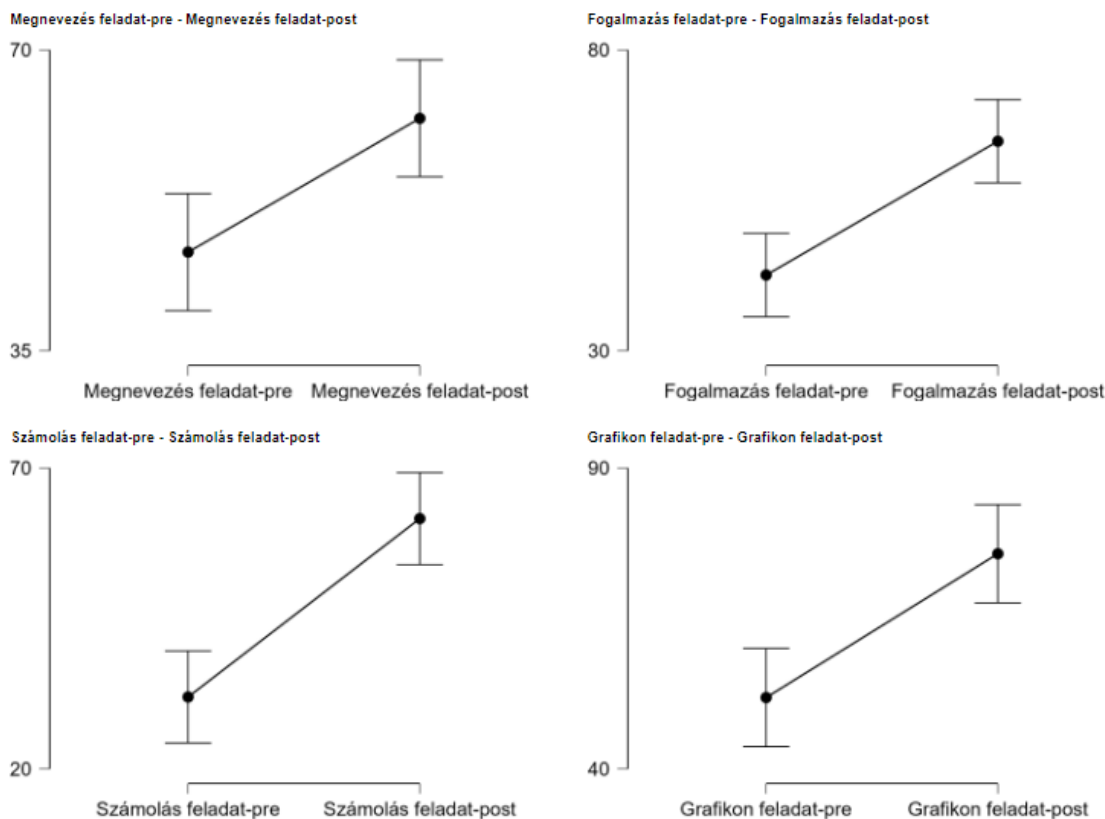 Megnevezés feladat-pre - Megnevezés feladat-post
70
35
Megnevezés feladat-pre Megnevezés feladat-post
Fogalmazás feladat-pre - Fogalmazás feladat-post
80
30
Fogalmazás feladat-pre Fogalmazás feladat-post
Számolás feladat-pre - Számolás feladat-post
70
20
Számolás feladat-pre Számolás feladat-post
Grafikon feladat-pre - Grafikon feladat-post
90
40
Grafikon feladat-pre Grafikon feladat-post